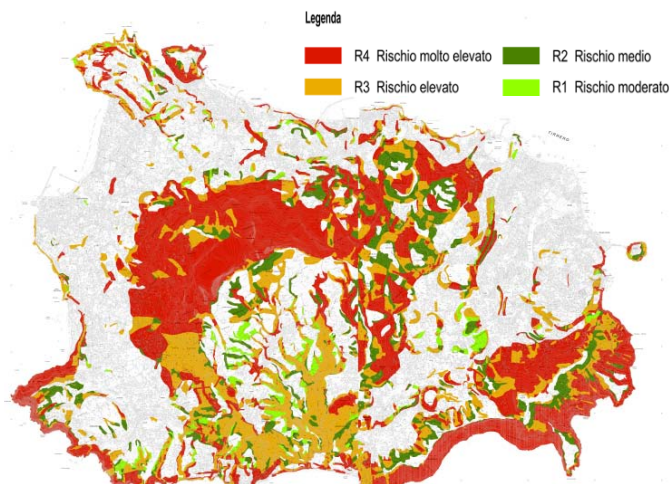 Legenda
R4 Rischio molto elevato
R2 Rischio medio
R3 Rischio elevato
R1 Rischio moderato
TIRRENO